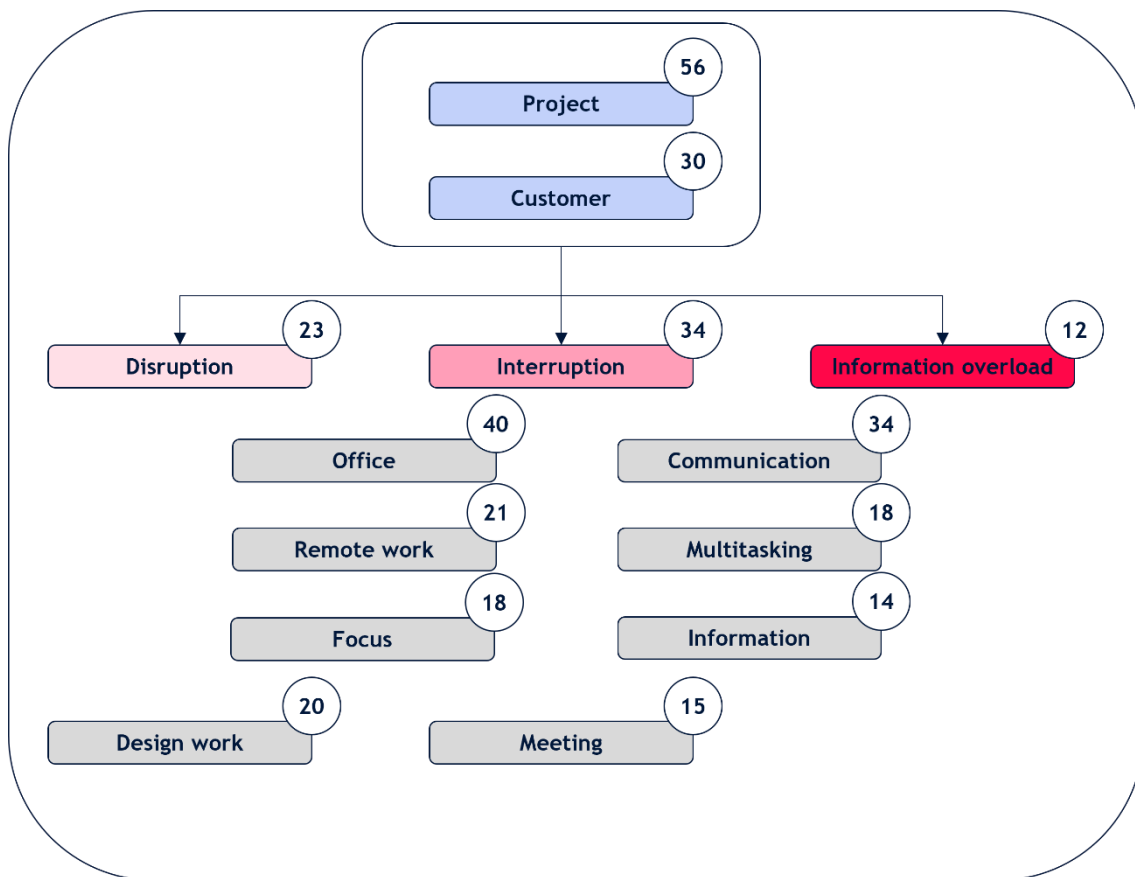 56
Project
30
Customer
23
34
12
Disruption
Interruption
Information overload
40
34
Office
Communication
21
18
Remote work
Multitasking
18
14
Focus
Information
20
15
Design work
Meeting